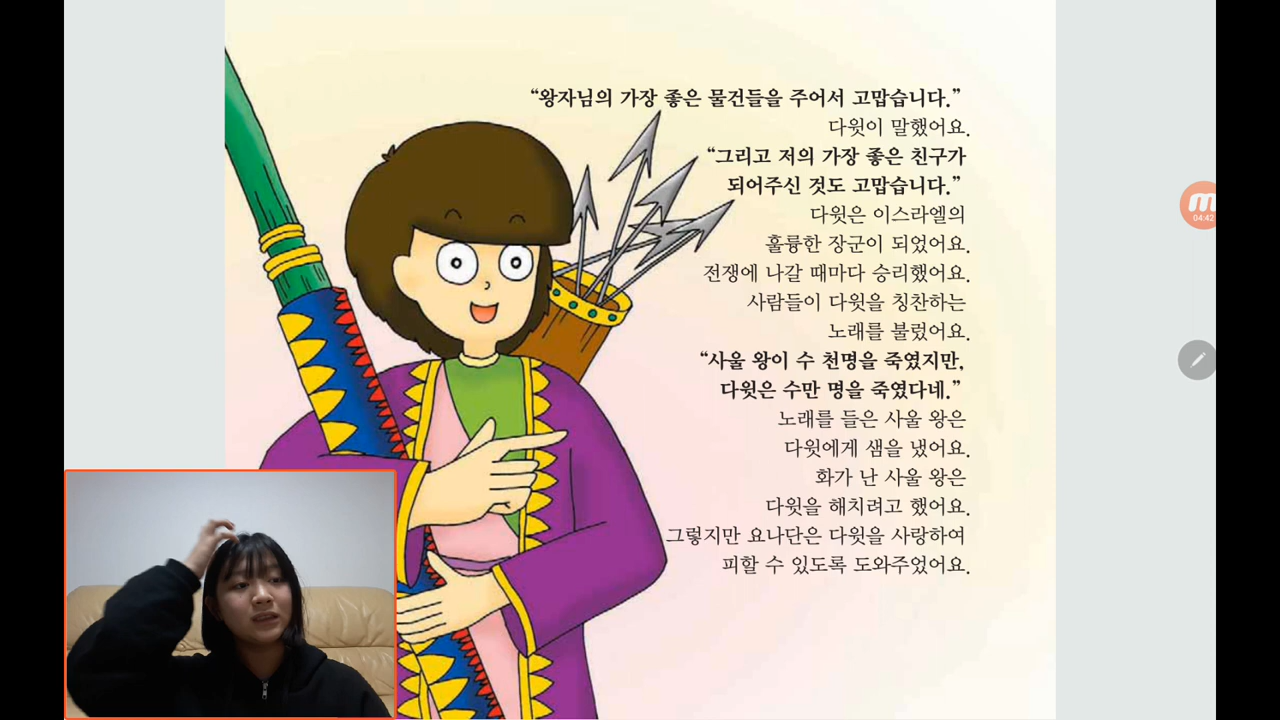 “왕자님의 가장 좋은 물건들을 주어서 고맙습니다.”
다윗이 말했어요.
“그리고 저의 가장 좋은 친구가
되어주신 것도 고맙습니다.”
다윗은 이스라엘의
훌륭한 장군이 되었어요.
전쟁에 나갈 때마다 승리했어요.
사람들이 다윗을 칭찬하는
노래를 불렀어요.
“사울 왕이 수 천명을 죽였지만,
다윗은 수만 명을 죽였다네.”
노래를 들은 사울 왕은
다윗에게 샘을 냈어요.
화가 난 사울 왕은
다윗을 해치려고 했어요.
그렇지만 요나단은 다윗을 사랑하여
피할 수 있도록 도와주었어요.
04:42